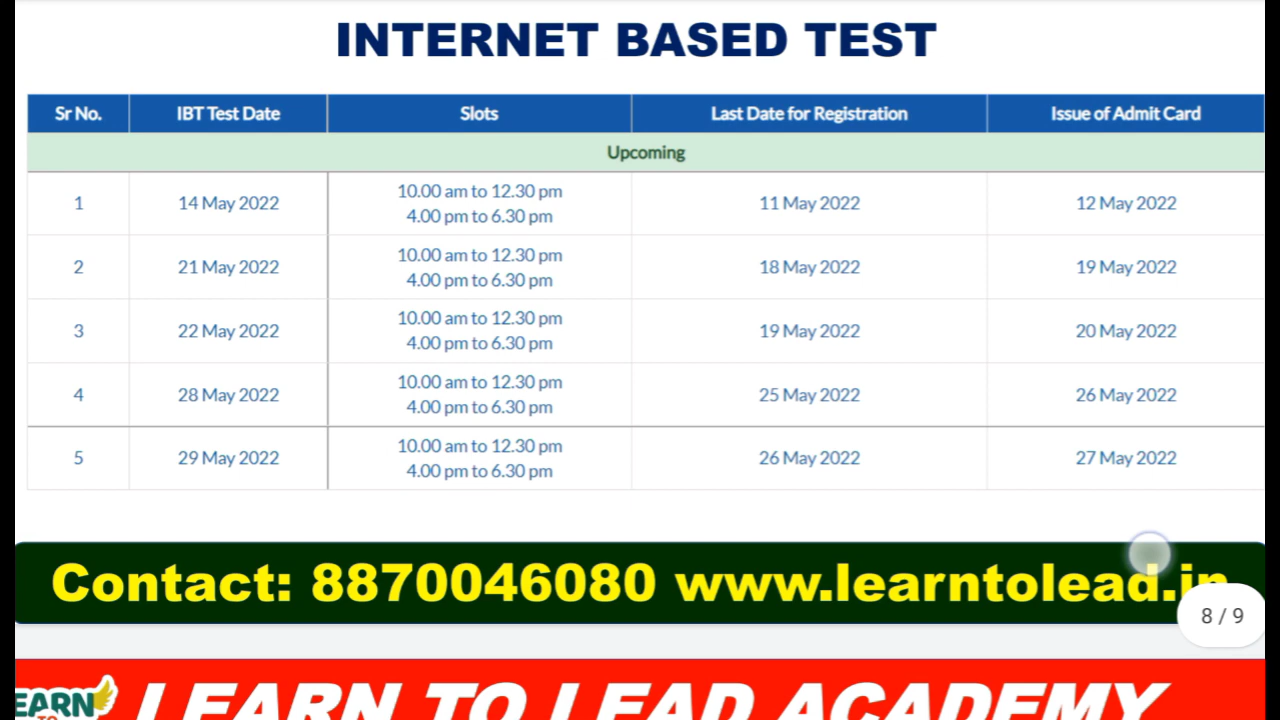 INTERNET BASED TEST
Sr No. IBT Test Date Slots Last Date for Registration Issue of Admit Card
Upcoming
1 14 May 2022 10.00 am to 12.30 pm 11 May 2022 12 May 2022
4.00 pm to 6.30 pm
2 21 May 2022 10.00 am to 12.30 pm 18 May 2022 19 May 2022
4.00 pm to 6.30 pm
3 22 May 2022 10.00 am to 12.30 pm 19 May 2022 20 May 2022
4.00 pm to 6.30 pm
4 28 May 2022 10.00 am to 12.30 pm 25 May 2022 26 May 2022
4.00 pm to 6.30 pm
5 29 May 2022 10.00 am to 12.30 pm 26 May 2022 27 May 2022
4.00 pm to 6.30 pm
Contact: 8870046080 www.learntolead.in
8 / 9
EARN
TO
LEARN TO LEAD ACADEMY